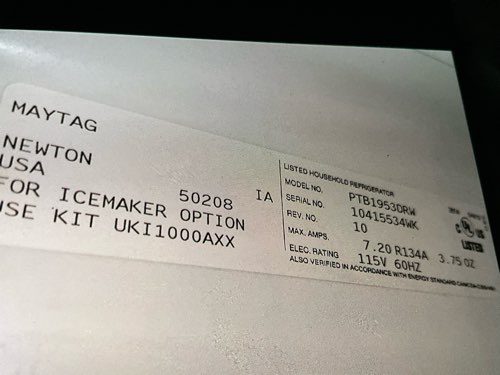 MAYTAG
NEWTON
USA 50208 IA
FOR ICEMAKER OPTION
USE KIT UKI1000AXX
LISTED HOUSEHOLD REFRIGERATOR
MODEL NO. PTB1953DRW
SERIAL NO. 10415534WK
REV. NO. 10
MAX. AMPS. 7.20 R134A 3.75 OZ
ELEC. RATING 115V 60HZ
ALSO VERIFIED IN ACCORDANCE WITH ENERGY STANDARD
C UL US
LISTED